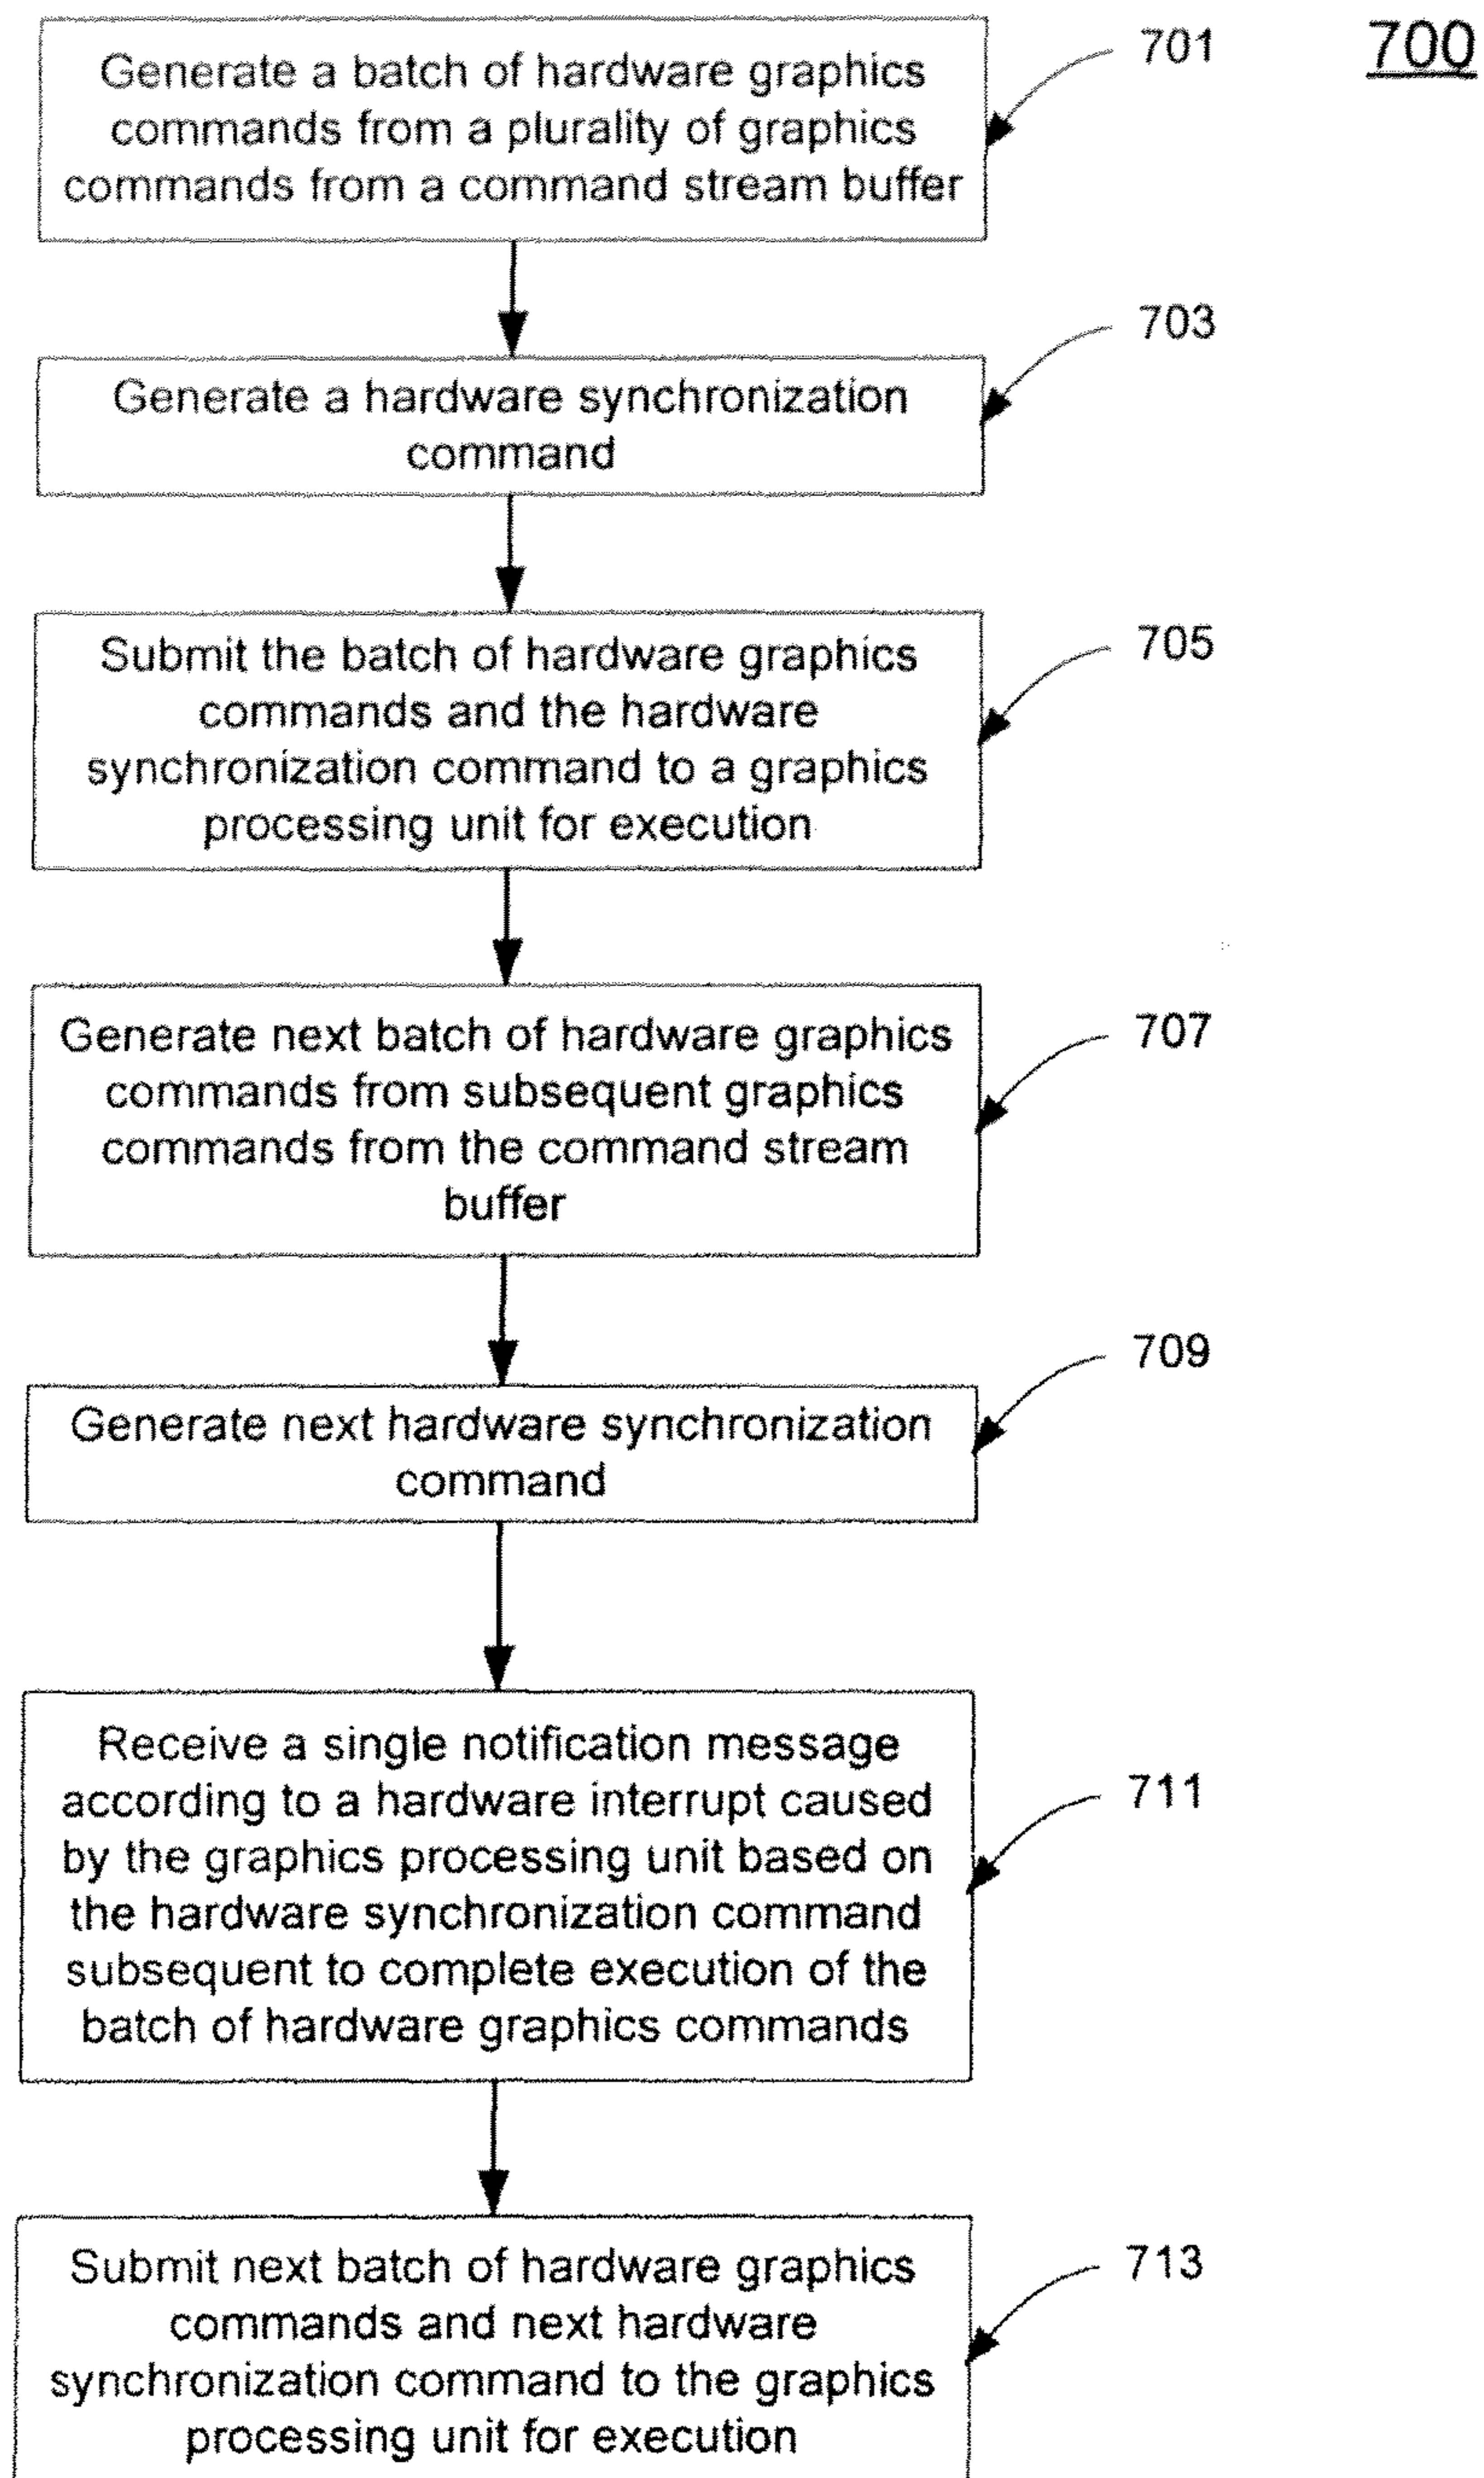 700
Generate a batch of hardware graphics
commands from a plurality of graphics
commands from a command stream buffer
701
Generate a hardware synchronization
command
703
Submit the batch of hardware graphics
commands and the hardware
synchronization command to a graphics
processing unit for execution
705
Generate next batch of hardware graphics
commands from subsequent graphics
commands from the command stream
buffer
707
Generate next hardware synchronization
command
709
Receive a single notification message
according to a hardware interrupt caused
by the graphics processing unit based on
the hardware synchronization command
subsequent to complete execution of the
batch of hardware graphics commands
711
Submit next batch of hardware graphics
commands and next hardware
synchronization command to the graphics
processing unit for execution
713